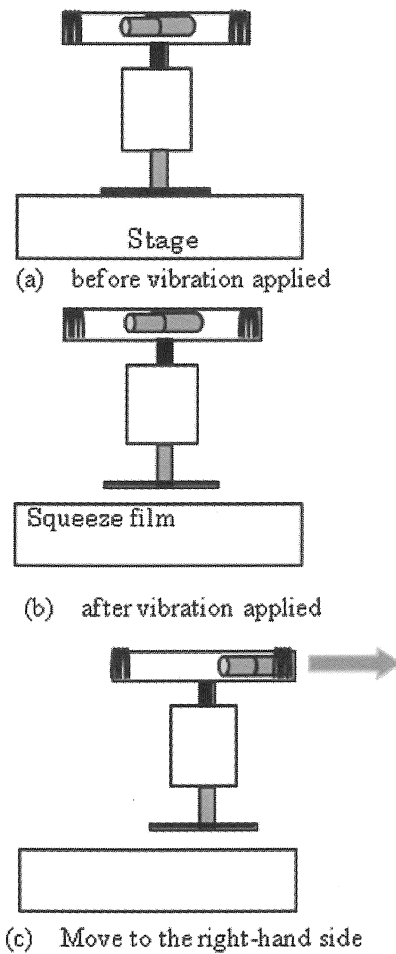 Stage
(a) before vibration applied
Squeeze film
(b) after vibration applied
(c) Move to the right-hand side